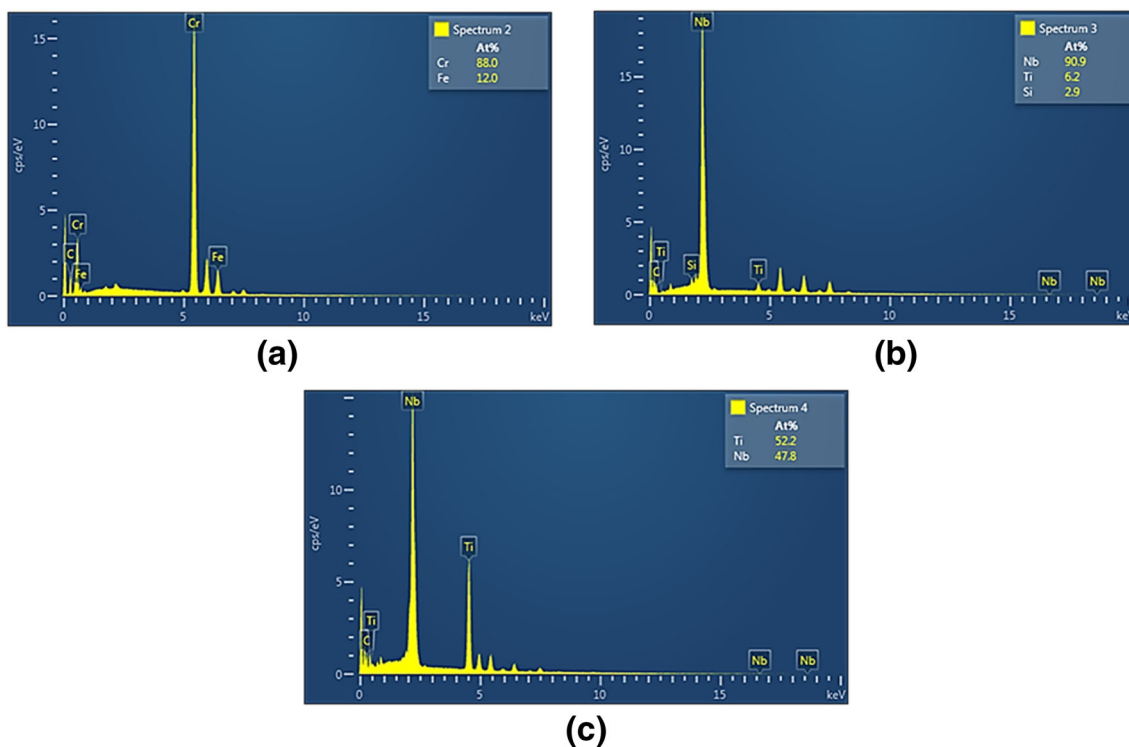 Spectrum 2
At%
Cr 88.0
Fe 12.0
cps/eV
15
10
5
0
Cr
Cr
C
Fe
Fe
0 5 10 15 keV
(a)
Spectrum 3
At%
Nb 90.9
Ti 6.2
Si 2.9
cps/eV
15
10
5
0
Nb
Ti
C
Si
Ti
Nb
Nb
0 5 10 15 keV
(b)
Spectrum 4
At%
Ti 52.2
Nb 47.8
cps/eV
10
5
0
Nb
Ti
Ti
C
Nb
Nb
0 5 10 15 keV
(c)